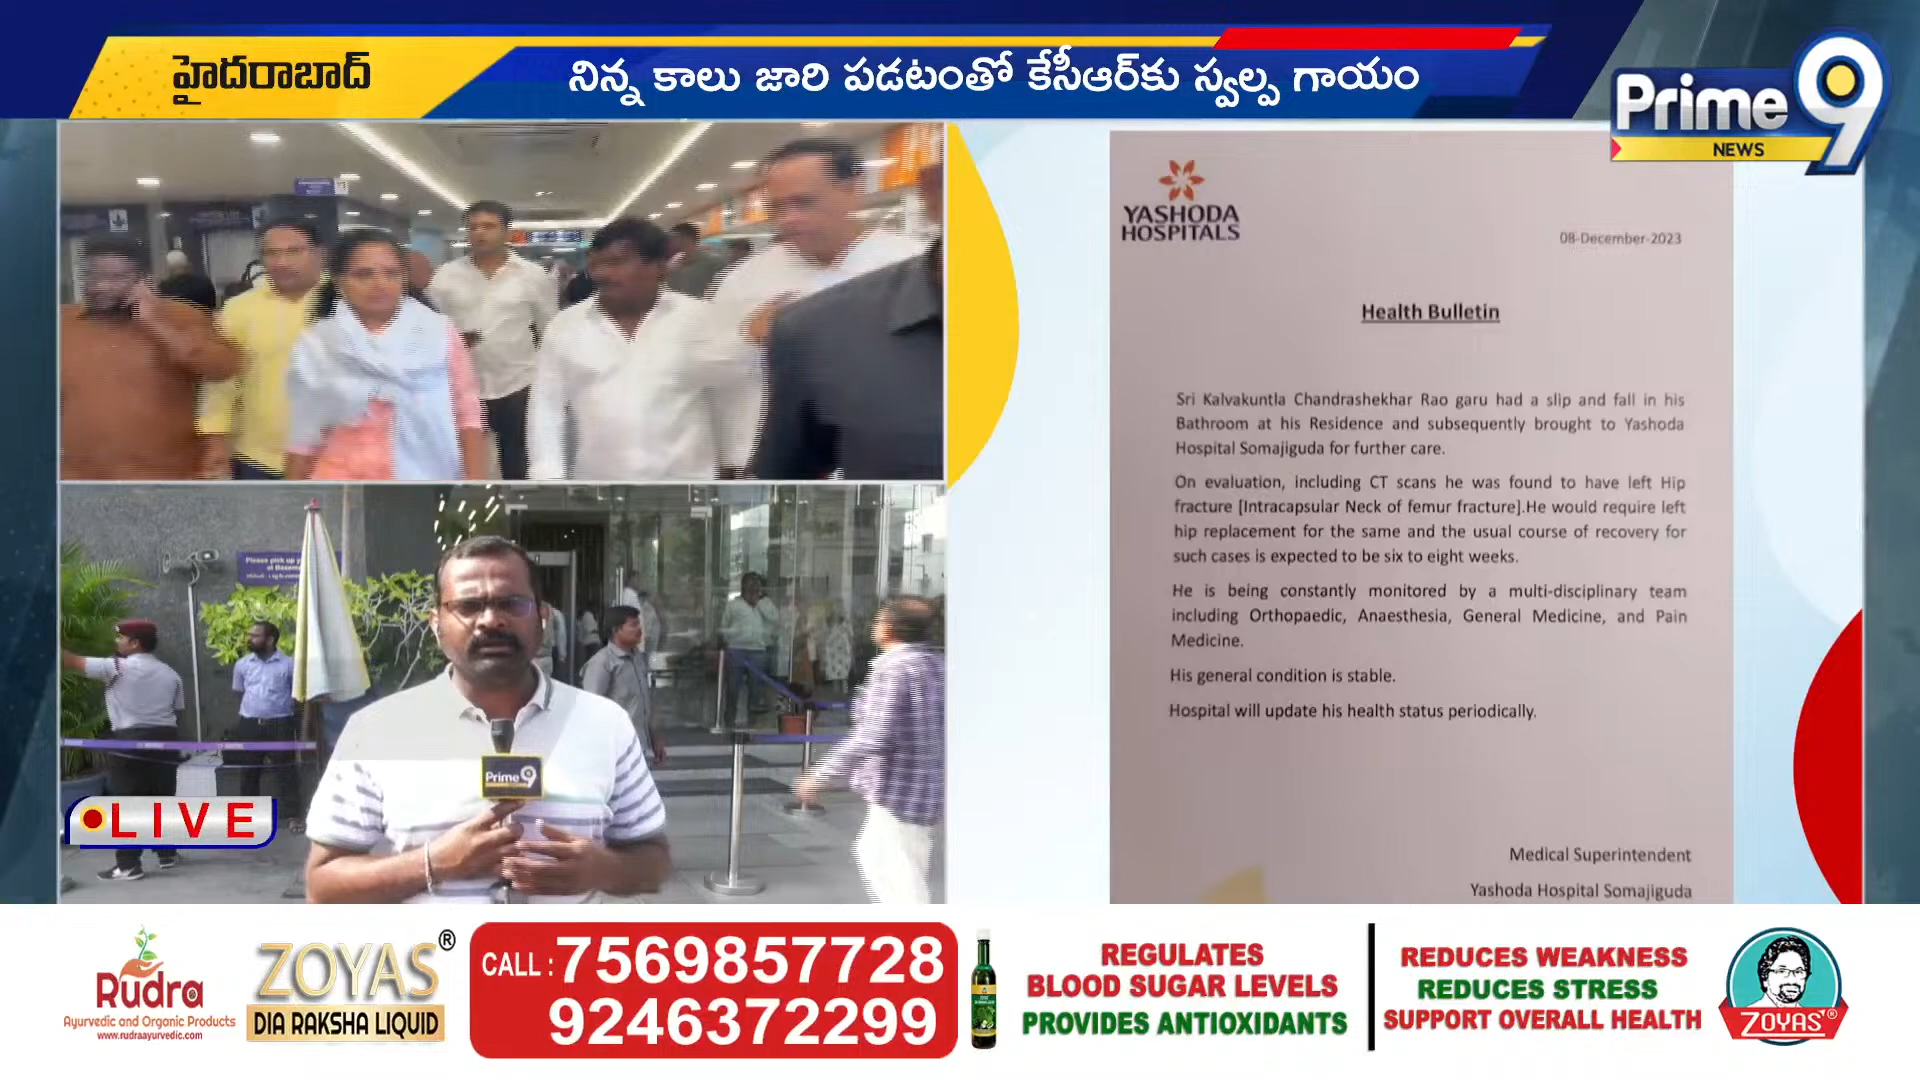 హైదరాబాద్
నిన్న కాలు జారి పడటంతో కేసీఆర్‌కు స్వల్ప గాయం
Prime9
NEWS
YASHODA
HOSPITALS
08-December-2023
Health Bulletin
Sri Kalvakuntla Chandrashekhar Rao garu had a slip and fall in his
Bathroom at his Residence and subsequently brought to Yashoda
Hospital Somajiguda for further care.
On evaluation, including CT scans he was found to have left Hip
fracture [Intracapsular Neck of femur fracture].He would require left
hip replacement for the same and the usual course of recovery for
such cases is expected to be six to eight weeks.
He is being constantly monitored by a multi-disciplinary team
including Orthopaedic, Anaesthesia, General Medicine, and Pain
Medicine.
His general condition is stable.
Hospital will update his health status periodically.
Medical Superintendent
Yashoda Hospital Somajiguda
Please pick up
Prime9
LIVE
Rudra
Ayurvedic and Organic Products
www.rudraayurvedic.com
ZOYAS®
DIA RAKSHA LIQUID
CALL : 7569857728
9246372299
REGULATES
BLOOD SUGAR LEVELS
PROVIDES ANTIOXIDANTS
REDUCES WEAKNESS
REDUCES STRESS
SUPPORT OVERALL HEALTH
ZOYAS®